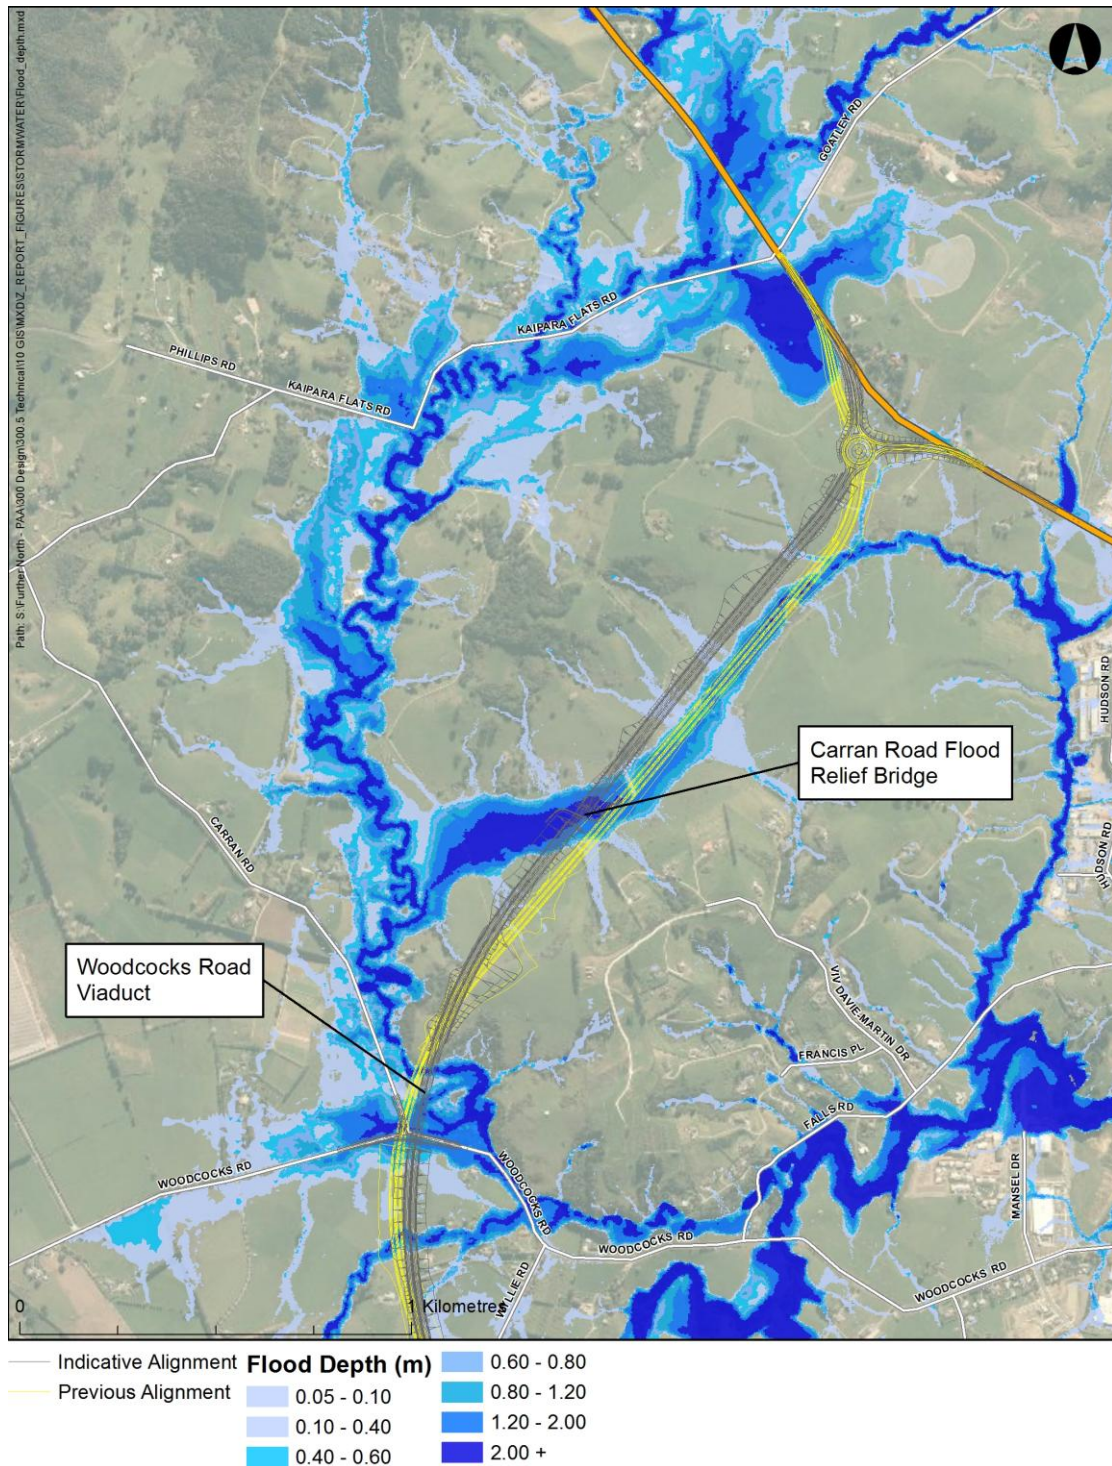 Path: S:\Further North - PAA\300 Design\300.5 Technical\10 GIS\MXD\Z_REPORT_FIGURES\STORMWATER\Flood_depth.mxd
GOATLEY RD
KAIPARA FLATS RD
PHILLIPS RD
KAIPARA FLATS RD
HUDSON RD
Carran Road Flood
Relief Bridge
CARRAN RD
HUDSON RD
Woodcocks Road
Viaduct
VIV DAVIE-MARTIN DR
FRANCIS PL
FALLS RD
WOODCOCKS RD
WOODCOCKS RD
MANSEL DR
WOODCOCKS RD
WYLLIE RD
WOODCOCKS RD
0
1 Kilometres
Indicative Alignment
Previous Alignment
Flood Depth (m)
0.05 - 0.10
0.10 - 0.40
0.40 - 0.60
0.60 - 0.80
0.80 - 1.20
1.20 - 2.00
2.00 +